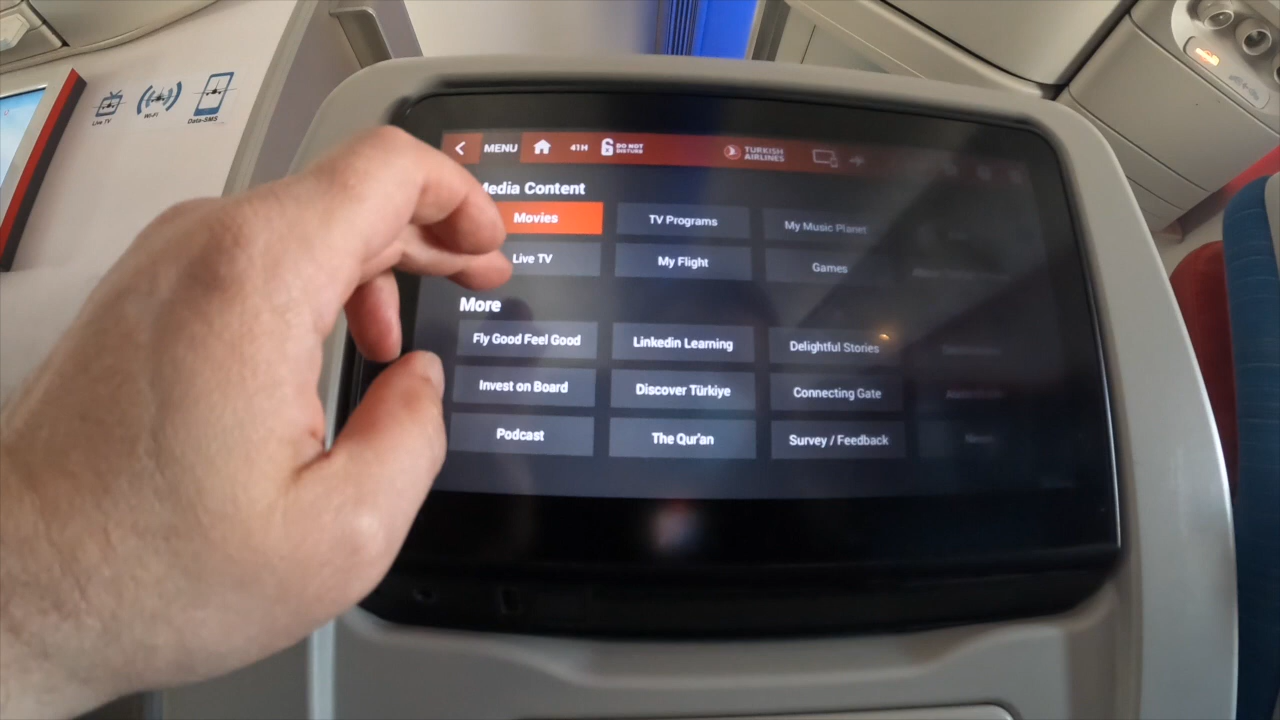 Live TV
Wi-Fi
Data-SMS
MENU
41H
DO NOT
DISTURB
TURKISH
AIRLINES
Media Content
Movies
TV Programs
My Music Planet
Live TV
My Flight
Games
More
Fly Good Feel Good
Linkedin Learning
Delightful Stories
Invest on Board
Discover Türkiye
Connecting Gate
Podcast
The Qur'an
Survey / Feedback